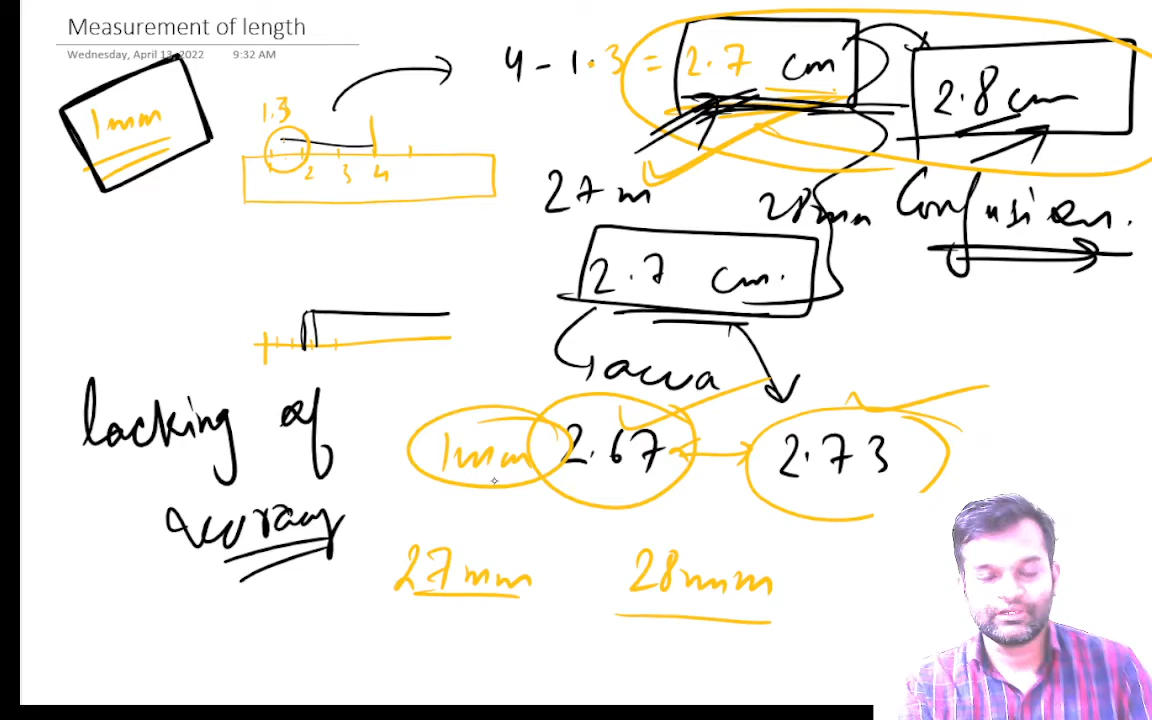 Measurement of length
Wednesday, April 13, 2022 9:32 AM
1mm
4 - 1.3 = 2.7 cm
2.8 cm
1.3
2 3 4
27 m
28mm
Confusion.
2.7 cm.
lacking of
1mm 2.67 2.73
27mm 28mm